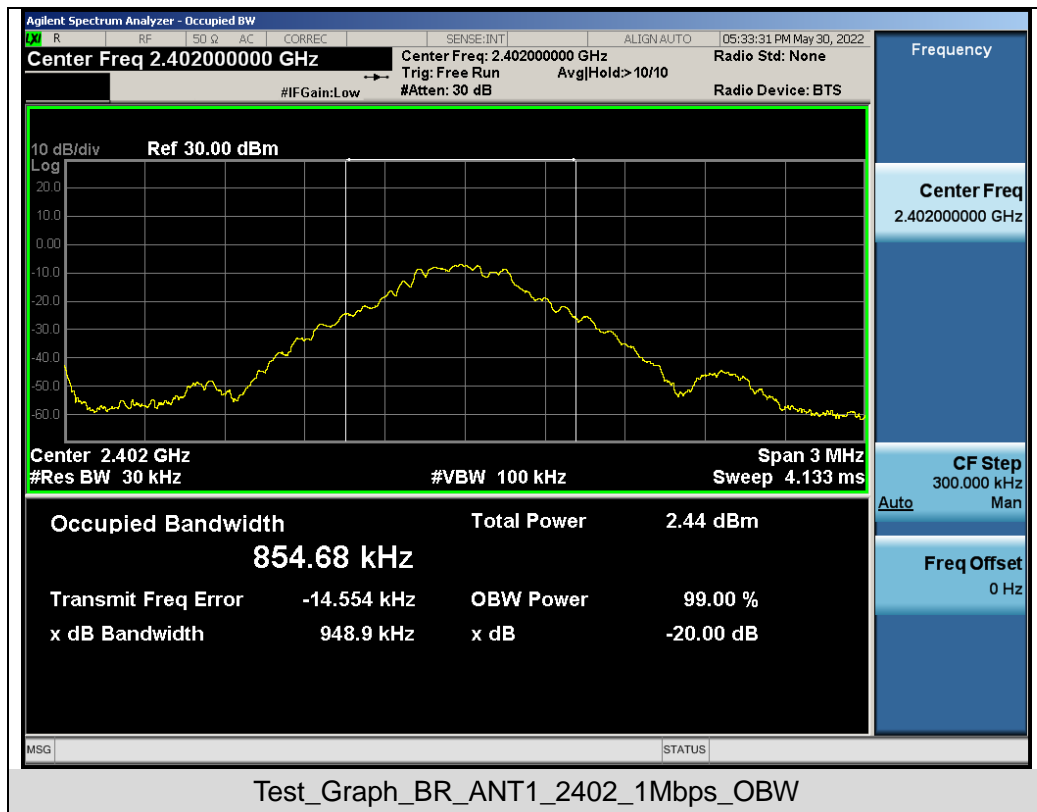 Agilent Spectrum Analyzer - Occupied BW
LXI R RF 50 Ω AC CORREC SENSE:INT ALIGN AUTO 05:33:31 PM May 30, 2022
Center Freq 2.402000000 GHz
Center Freq: 2.402000000 GHz
Radio Std: None
Trig: Free Run Avg|Hold:>10/10
#IFGain:Low
#Atten: 30 dB
Radio Device: BTS
10 dB/div Ref 30.00 dBm
Log
20.0
10.0
0.00
-10.0
-20.0
-30.0
-40.0
-50.0
-60.0
Center 2.402 GHz Span 3 MHz
#Res BW 30 kHz #VBW 100 kHz Sweep 4.133 ms
Occupied Bandwidth Total Power 2.44 dBm
854.68 kHz
Transmit Freq Error -14.554 kHz OBW Power 99.00 %
x dB Bandwidth 948.9 kHz x dB -20.00 dB
MSG STATUS
Frequency
Center Freq
2.402000000 GHz
CF Step
300.000 kHz
Auto Man
Freq Offset
0 Hz
Test_Graph_BR_ANT1_2402_1Mbps_OBW